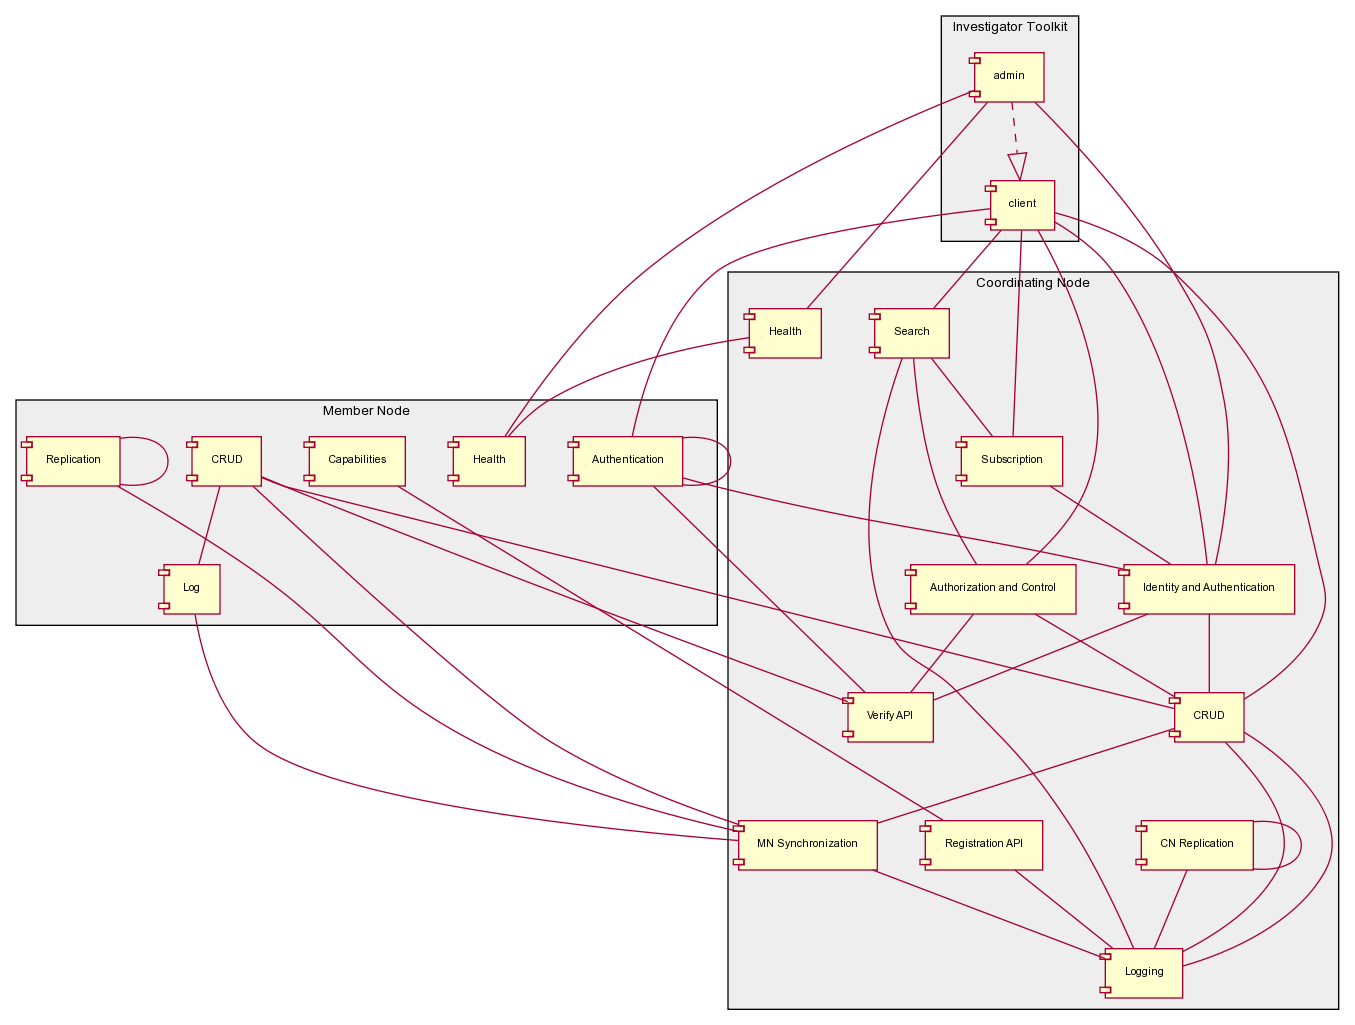 Investigator Toolkit
admin
client
Coordinating Node
Health
Search
Member Node
Replication
CRUD
Capabilities
Health
Authentication
Subscription
Log
Authorization and Control
Identity and Authentication
Verify API
CRUD
MN Synchronization
Registration API
CN Replication
Logging